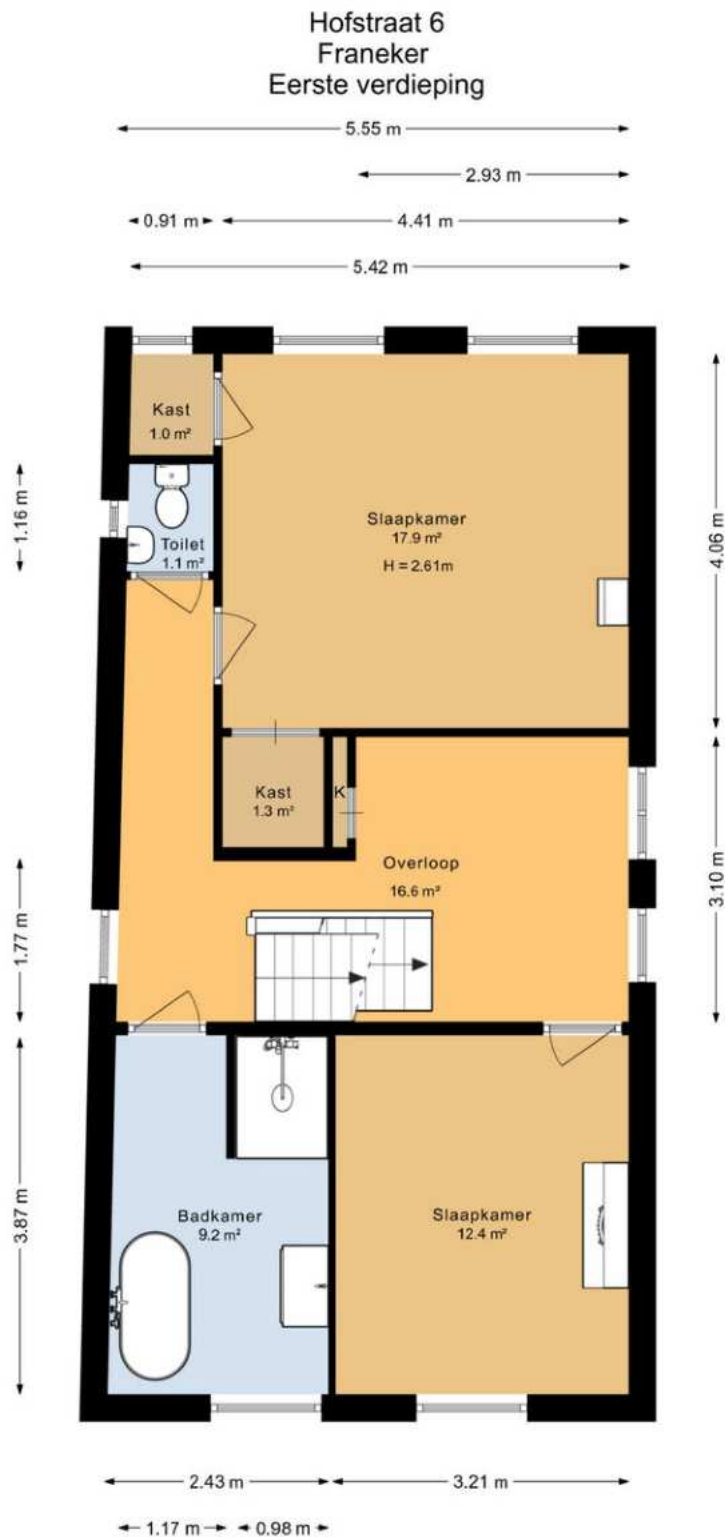 Hofstraat 6
Franeker
Eerste verdieping
5.55 m
2.93 m
0.91 m
4.41 m
5.42 m
Kast
1.0 m²
1.16 m
Toilet
1.1 m²
Slaapkamer
17.9 m²
H = 2.61m
4.06 m
Kast
1.3 m²
K
Overloop
16.6 m²
3.10 m
1.77 m
3.87 m
Badkamer
9.2 m²
Slaapkamer
12.4 m²
2.43 m
3.21 m
1.17 m
0.98 m